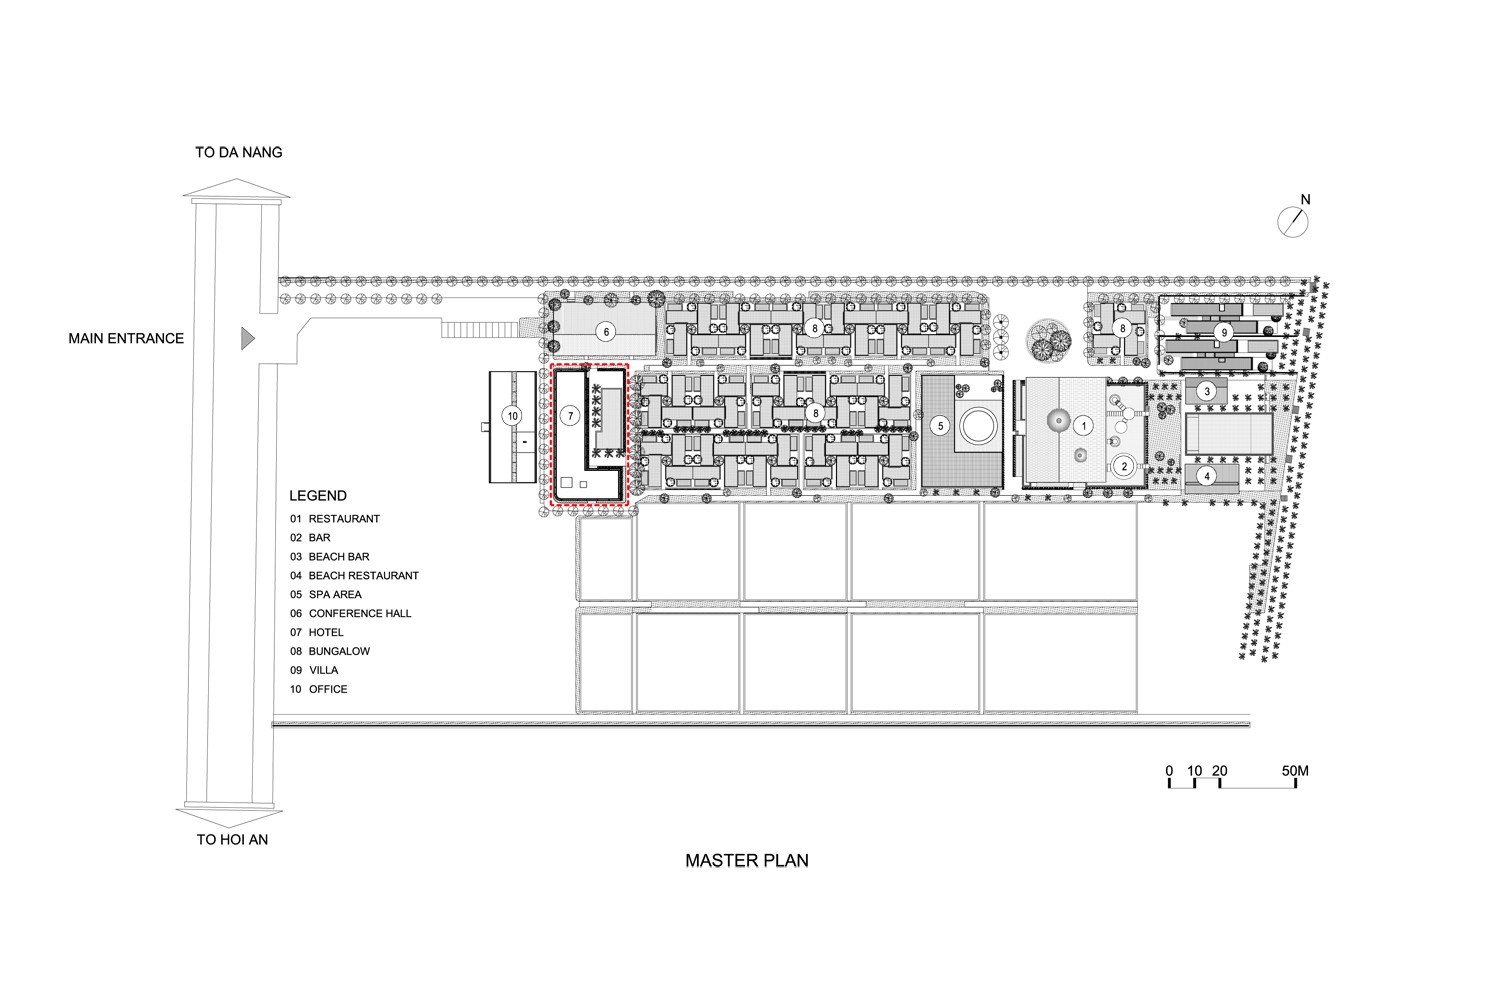 TO DA NANG
N
MAIN ENTRANCE
6
8
8
9
10
7
8
5
1
2
3
4
LEGEND
01 RESTAURANT
02 BAR
03 BEACH BAR
04 BEACH RESTAURANT
05 SPA AREA
06 CONFERENCE HALL
07 HOTEL
08 BUNGALOW
09 VILLA
10 OFFICE
0 10 20 50M
TO HOI AN
MASTER PLAN